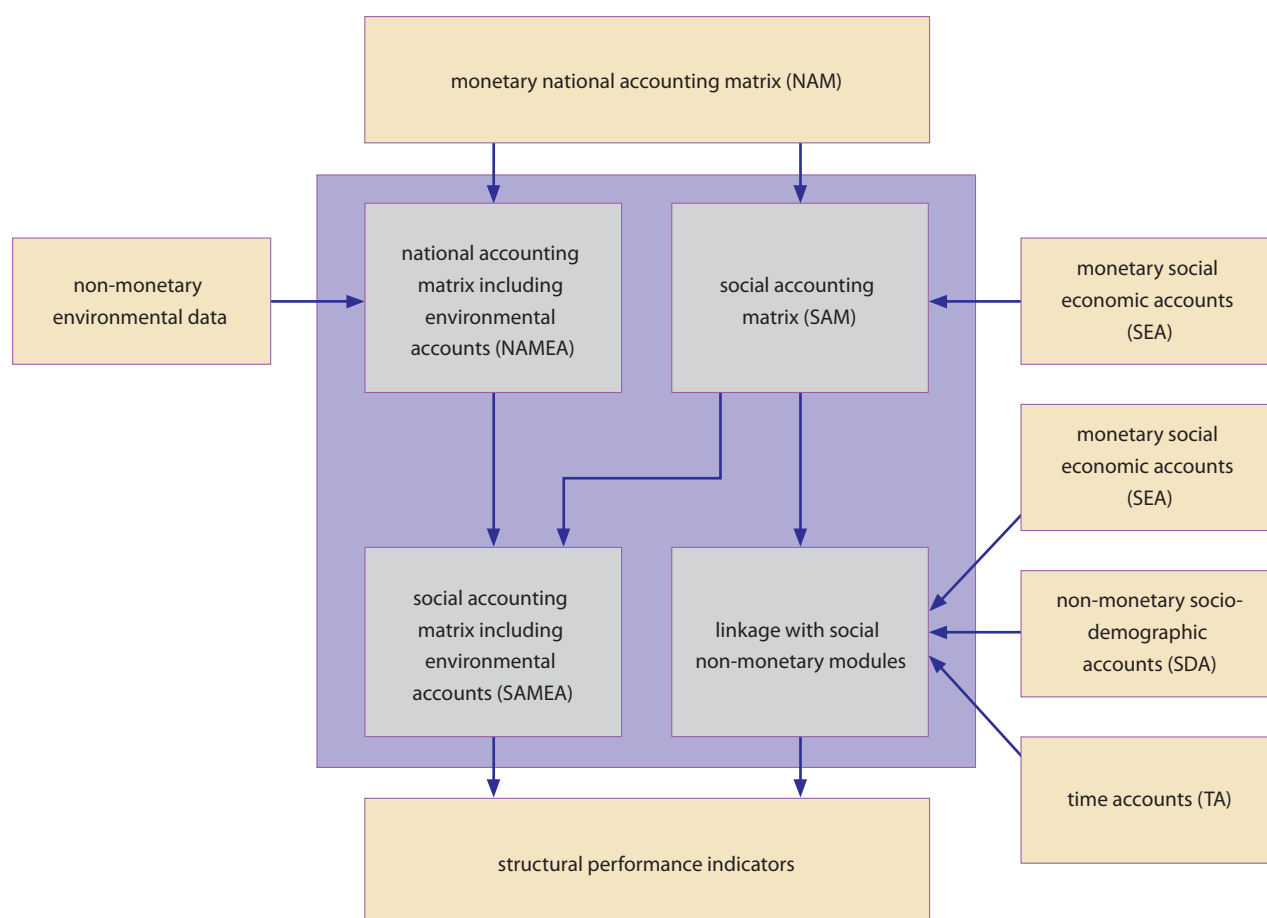 monetary national accounting matrix (NAM)
non-monetary
environmental data
national accounting
matrix including
environmental
accounts (NAMEA)
social accounting
matrix (SAM)
monetary social
economic accounts
(SEA)
monetary social
economic accounts
(SEA)
social accounting
matrix including
environmental
accounts (SAMEA)
linkage with social
non-monetary modules
non-monetary socio-
demographic
accounts (SDA)
time accounts (TA)
structural performance indicators